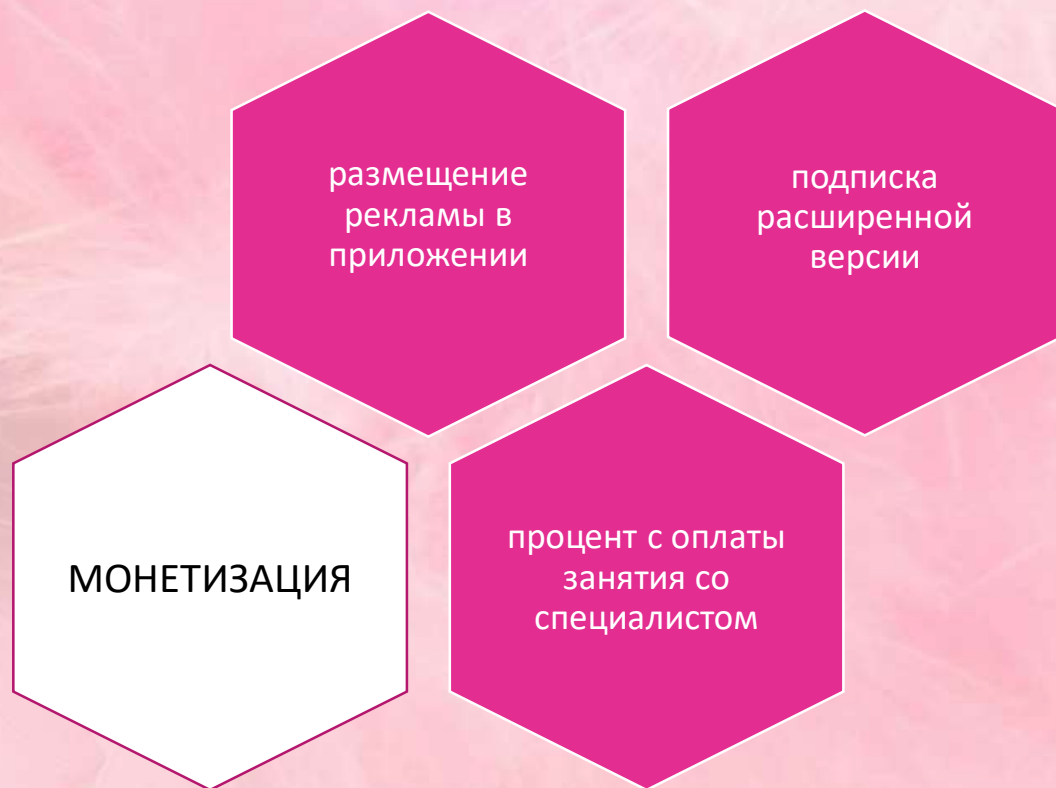 размещение
рекламы в
приложении
подписка
расширенной
версии
МОНЕТИЗАЦИЯ
процент с оплаты
занятия со
специалистом